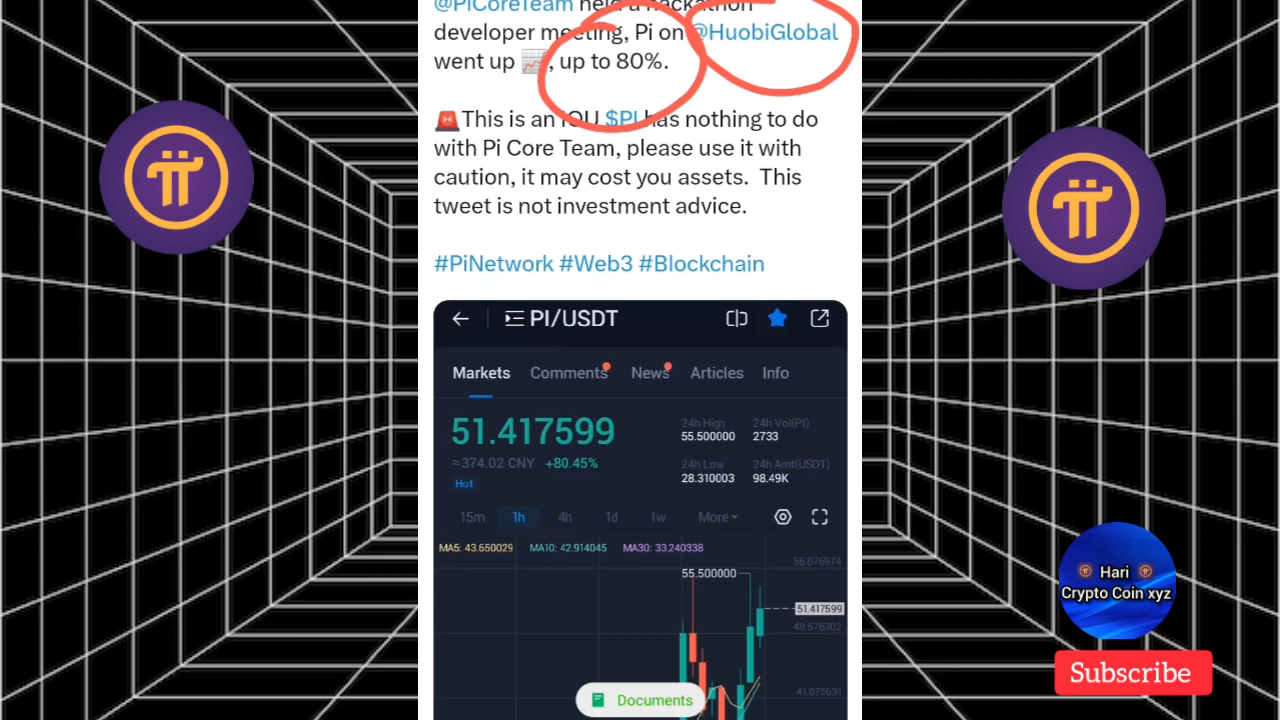 @PiCoreTeam held a hackathon
developer meeting, Pi on @HuobiGlobal
went up 📈, up to 80%.
🚨This is an IOU $PI has nothing to do
with Pi Core Team, please use it with
caution, it may cost you assets.  This
tweet is not investment advice.
#PiNetwork #Web3 #Blockchain
PI/USDT
Markets Comments News Articles Info
51.417599
≈374.02 CNY +80.45%
Hot
24h High
55.500000
24h Vol(PI)
2733
24h Low
28.310003
24h Amt(USDT)
98.49K
15m 1h 4h 1d 1w More
MA5: 43.650029 MA10: 42.914045 MA30: 33.240338
56.076974
55.500000
51.417599
48.576302
41.075631
Documents
Hari
Crypto Coin xyz
Subscribe